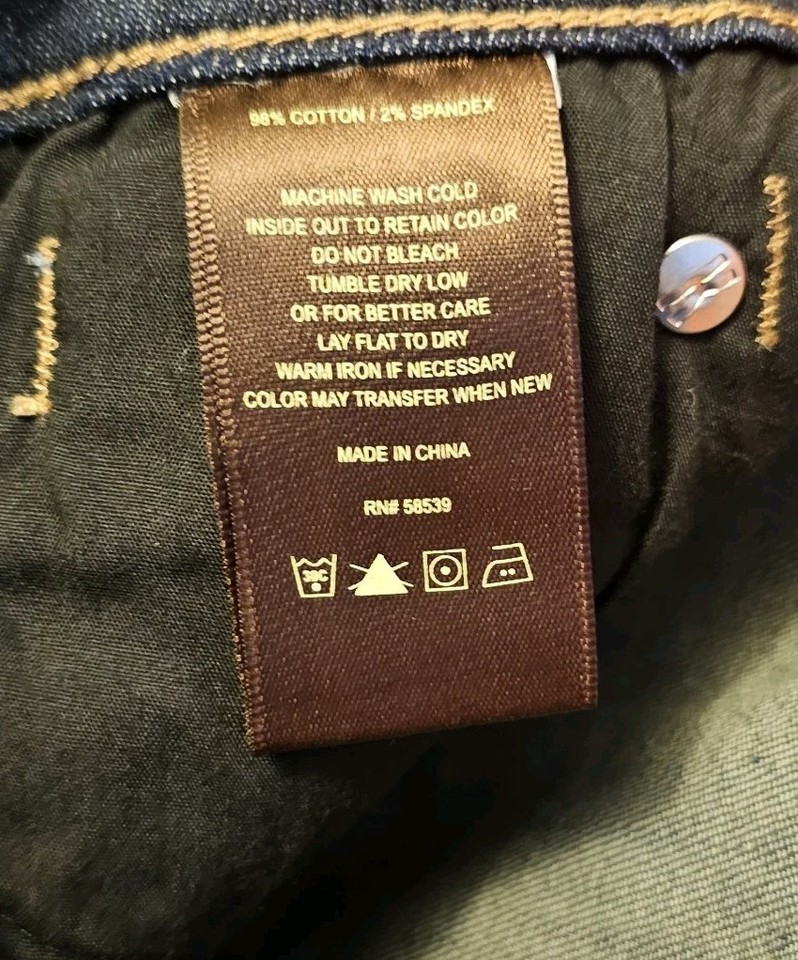 98% COTTON / 2% SPANDEX
MACHINE WASH COLD
INSIDE OUT TO RETAIN COLOR
DO NOT BLEACH
TUMBLE DRY LOW
OR FOR BETTER CARE
LAY FLAT TO DRY
WARM IRON IF NECESSARY
COLOR MAY TRANSFER WHEN NEW
MADE IN CHINA
RN# 58539
30C